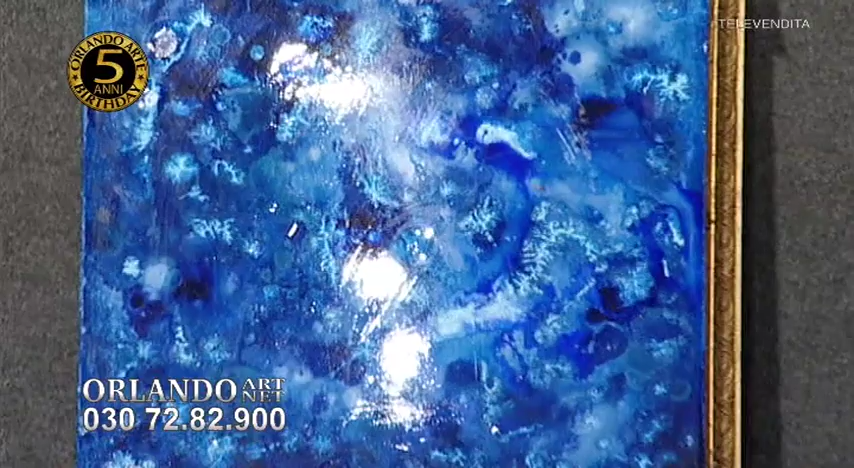 TELEVENDITA
ORLANDO ARTE
5
ANNI
BIRTHDAY
ORLANDO ART NET
030 72.82.900